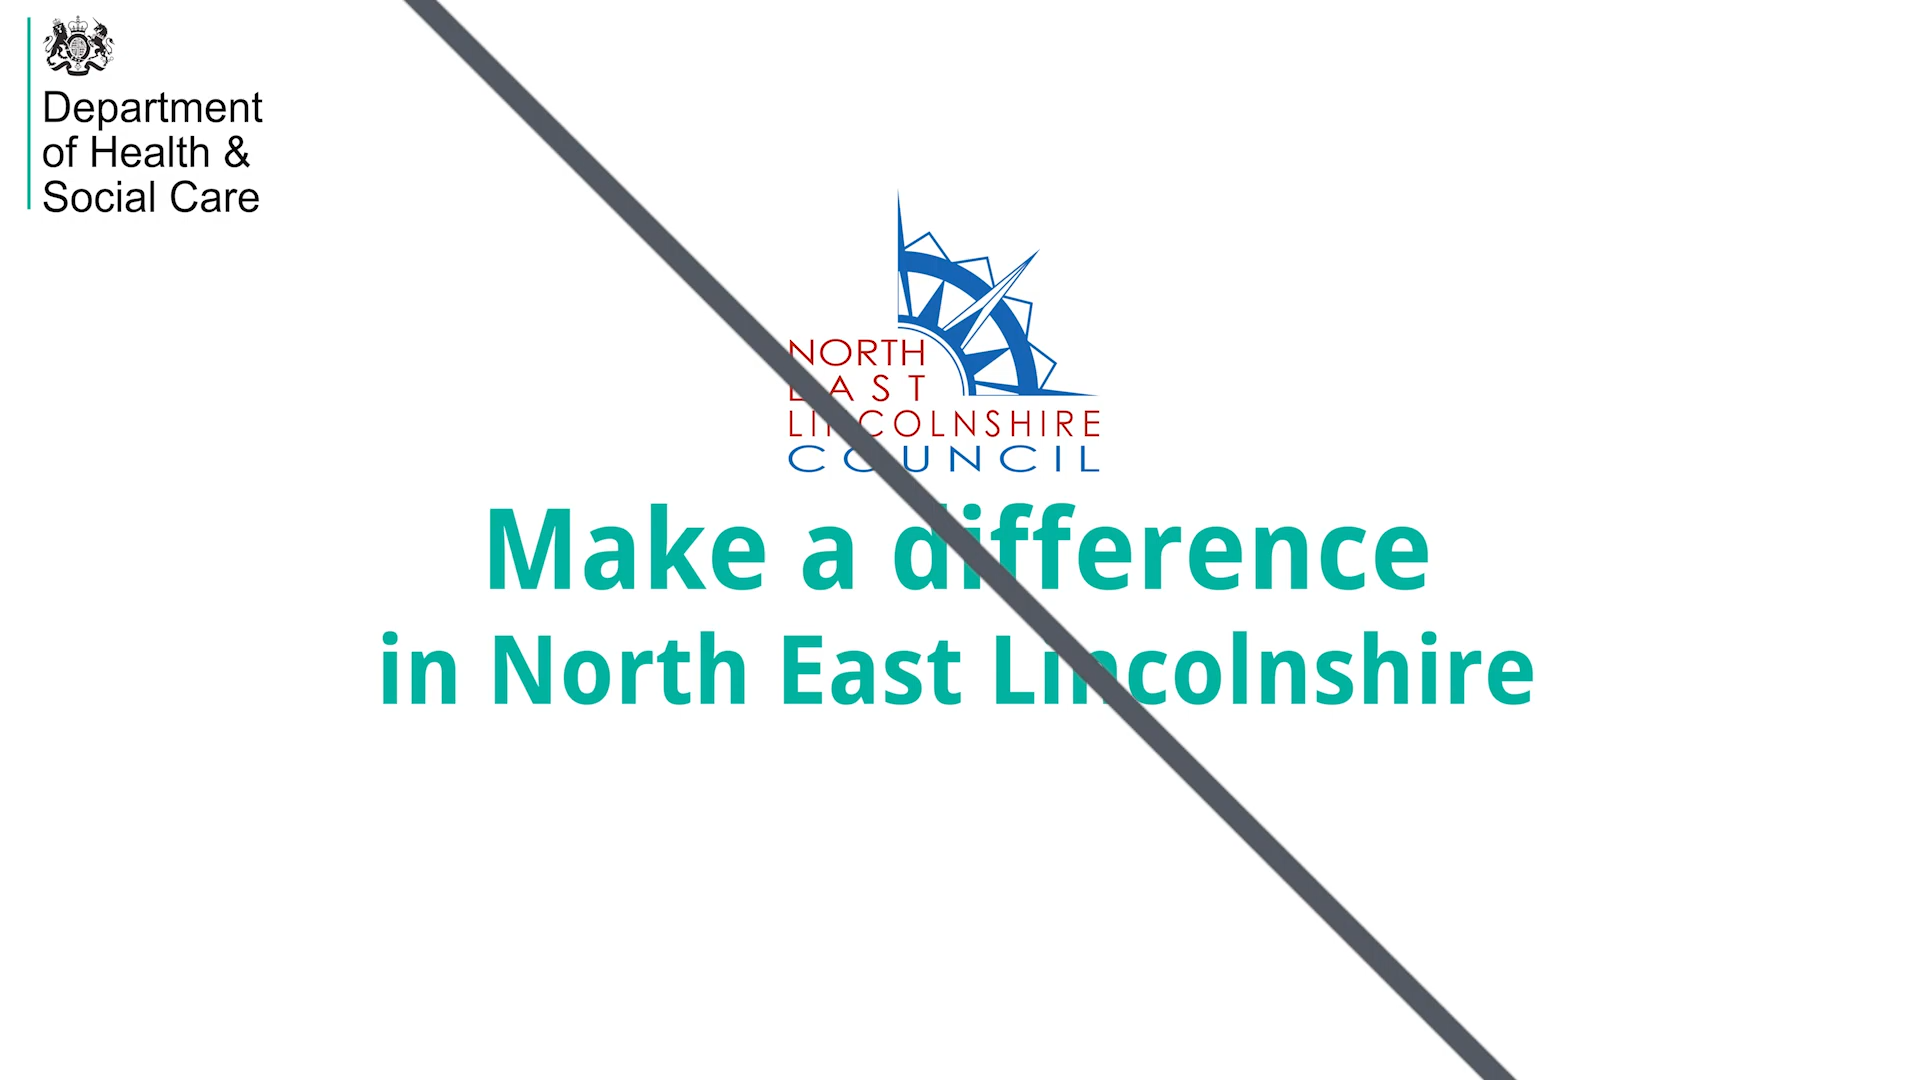 Department
of Health &
Social Care
NORTH
EAST
LINCOLNSHIRE
COUNCIL
Make a difference
in North East Lincolnshire